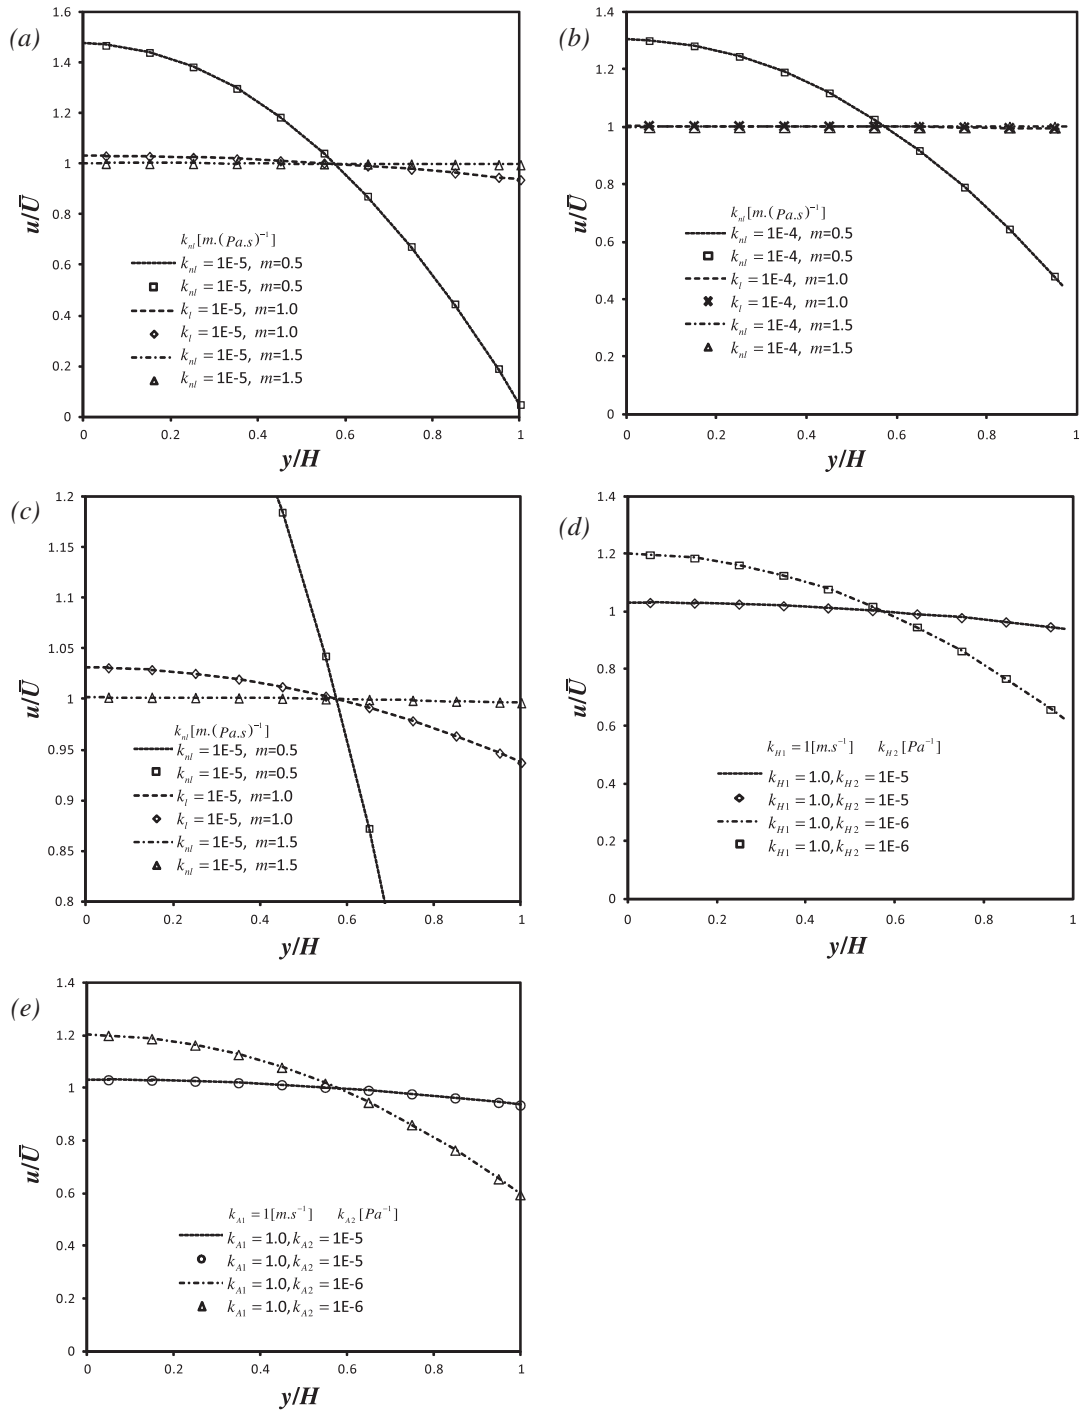 (a)
1.6
1.4
1.2
1
0.8
0.6
0.4
0.2
0
u/U̅
k_nl [m.(Pa.s)⁻¹]
k_nl = 1E-5, m=0.5
k_nl = 1E-5, m=0.5
k_l = 1E-5, m=1.0
k_l = 1E-5, m=1.0
k_nl = 1E-5, m=1.5
k_nl = 1E-5, m=1.5
0 0.2 0.4 0.6 0.8 1
y/H
(b)
1.4
1.2
1
0.8
0.6
0.4
0.2
0
u/U̅
k_nl [m.(Pa.s)⁻¹]
k_nl = 1E-4, m=0.5
k_nl = 1E-4, m=0.5
k_l = 1E-4, m=1.0
k_l = 1E-4, m=1.0
k_nl = 1E-4, m=1.5
k_nl = 1E-4, m=1.5
0 0.2 0.4 0.6 0.8 1
y/H
(c)
1.2
1.15
1.1
1.05
1
0.95
0.9
0.85
0.8
u/U̅
k_nl [m.(Pa.s)⁻¹]
k_nl = 1E-5, m=0.5
k_nl = 1E-5, m=0.5
k_l = 1E-5, m=1.0
k_l = 1E-5, m=1.0
k_nl = 1E-5, m=1.5
k_nl = 1E-5, m=1.5
0 0.2 0.4 0.6 0.8 1
y/H
(d)
1.4
1.2
1
0.8
0.6
0.4
0.2
0
u/U̅
k_H1 = 1[m.s⁻¹] k_H2 [Pa⁻¹]
k_H1 = 1.0, k_H2 = 1E-5
k_H1 = 1.0, k_H2 = 1E-5
k_H1 = 1.0, k_H2 = 1E-6
k_H1 = 1.0, k_H2 = 1E-6
0 0.2 0.4 0.6 0.8 1
y/H
(e)
1.4
1.2
1
0.8
0.6
0.4
0.2
0
u/U̅
k_A1 = 1[m.s⁻¹] k_A2 [Pa⁻¹]
k_A1 = 1.0, k_A2 = 1E-5
k_A1 = 1.0, k_A2 = 1E-5
k_A1 = 1.0, k_A2 = 1E-6
k_A1 = 1.0, k_A2 = 1E-6
0 0.2 0.4 0.6 0.8 1
y/H